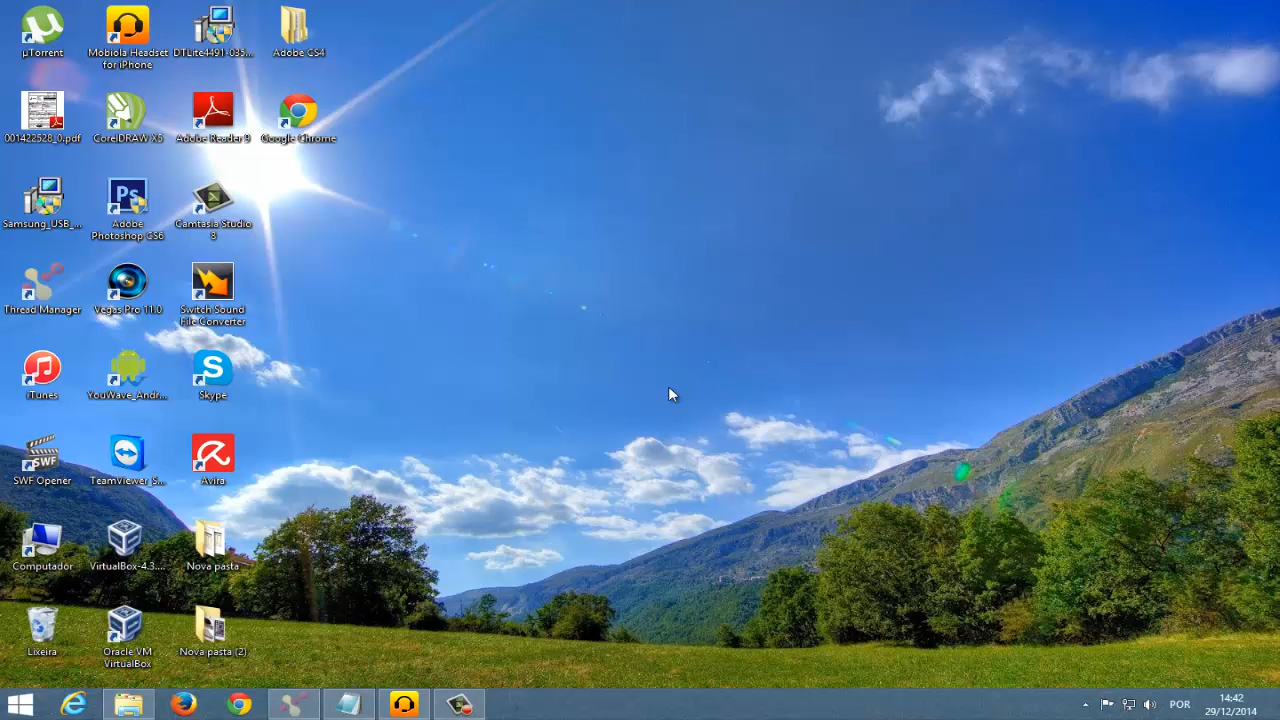 µTorrent
Mobiola Headset
for iPhone
DTLite4491-035...
Adobe CS4
001422528_0.pdf
CorelDRAW X5
Adobe Reader 9
Google Chrome
Samsung_USB_...
Ps
Adobe
Photoshop CS6
Camtasia Studio
8
Thread Manager
Vegas Pro 11.0
Switch Sound
File Converter
iTunes
YouWave_Andr...
S
Skype
SWF
SWF Opener
TeamViewer_S...
Avira
Computador
VirtualBox-4.3....
Nova pasta
Lixeira
Oracle VM
VirtualBox
Nova pasta (2)
POR
14:42
29/12/2014